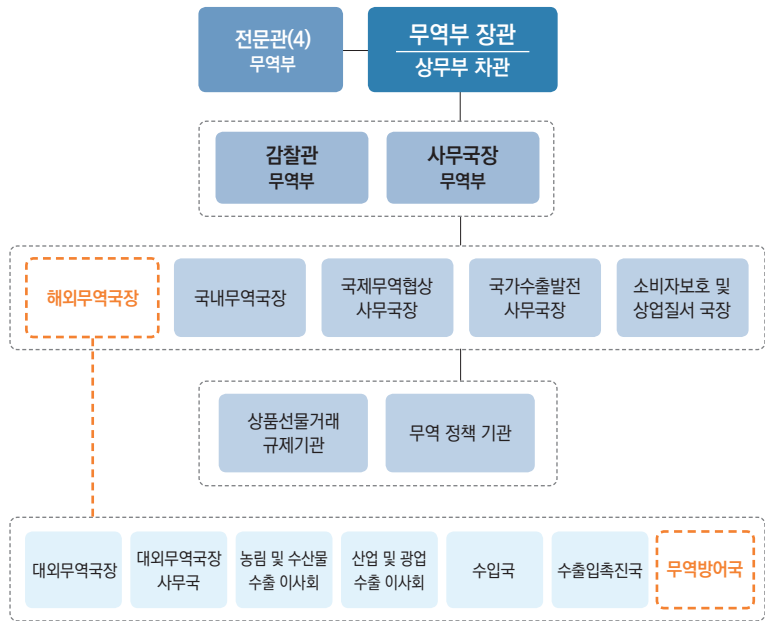 전문관(4)
무역부
무역부 장관
상무부 차관
감찰관
무역부
사무국장
무역부
해외무역국장
국내무역국장
국제무역협상
사무국장
국가수출발전
사무국장
소비자보호 및
상업질서 국장
상품선물거래
규제기관
무역 정책 기관
대외무역국장
대외무역국장
사무국
농림 및 수산물
수출 이사회
산업 및 광업
수출 이사회
수입국
수출입촉진국
무역방어국